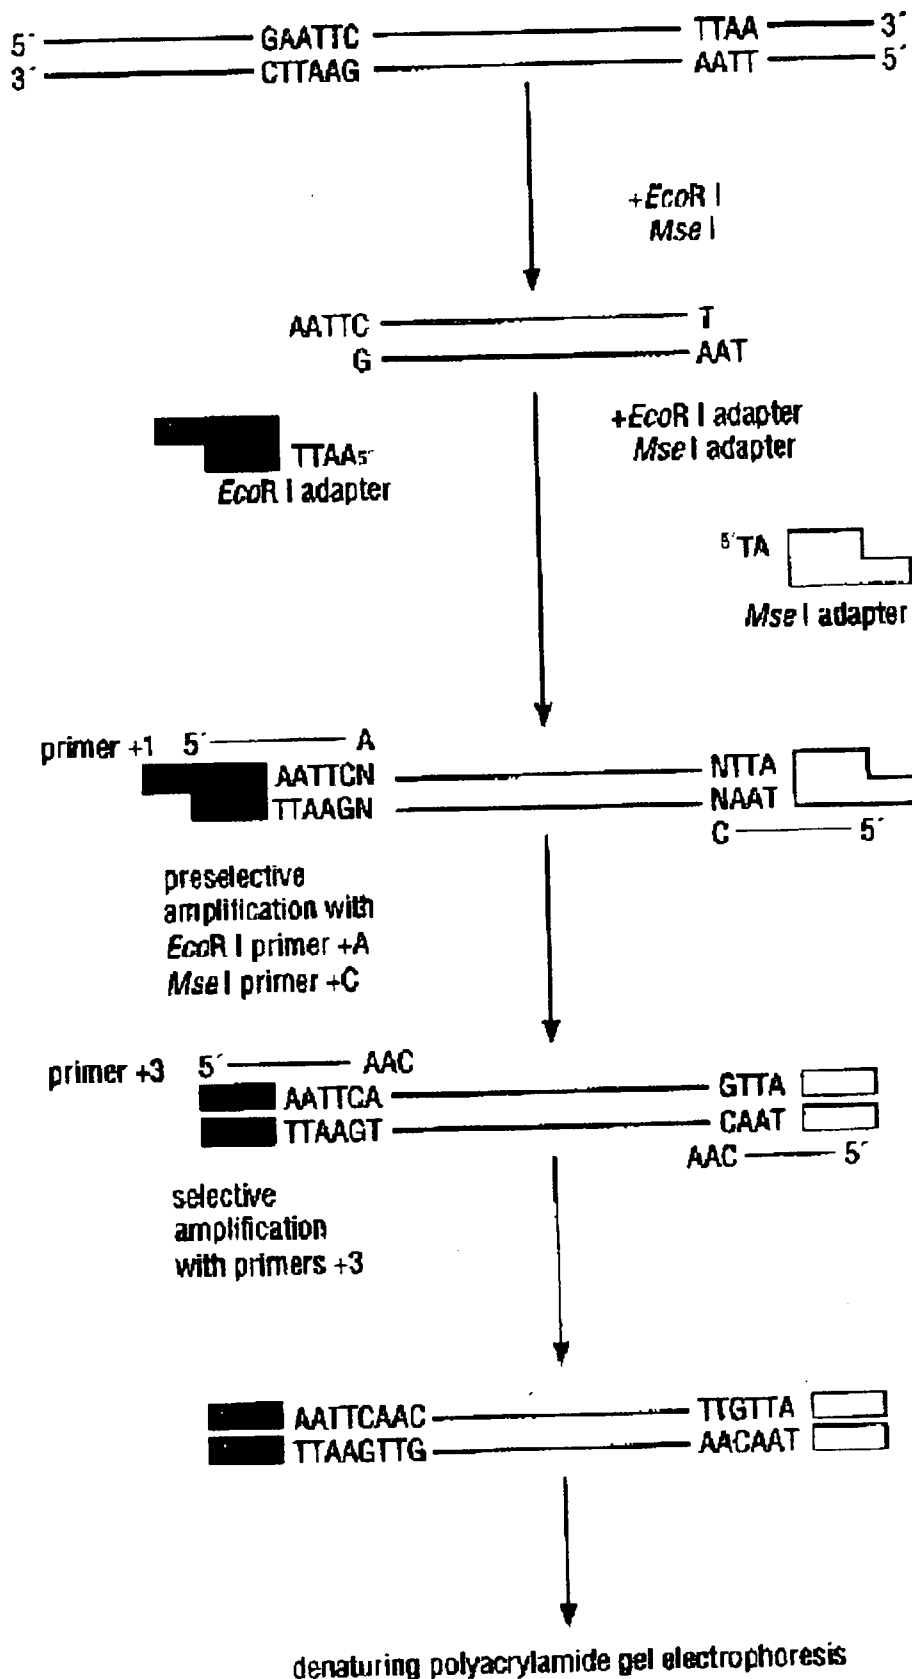 5´ GAATTC TTAA 3´
3´ CTTAAG AATT 5´
+EcoR I
Mse I
AATTC T
G AAT
+EcoR I adapter
Mse I adapter
TTAA5´
EcoR I adapter
5´TA
Mse I adapter
primer +1 5´ A
AATTCN NTTA
TTAAGN NAAT
C 5´
preselective
amplification with
EcoR I primer +A
Mse I primer +C
primer +3 5´ AAC
AATTCA GTTA
TTAAGT CAAT
AAC 5´
selective
amplification
with primers +3
AATTCAAC TTGTTA
TTAAGTTG AACAAT
denaturing polyacrylamide gel electrophoresis